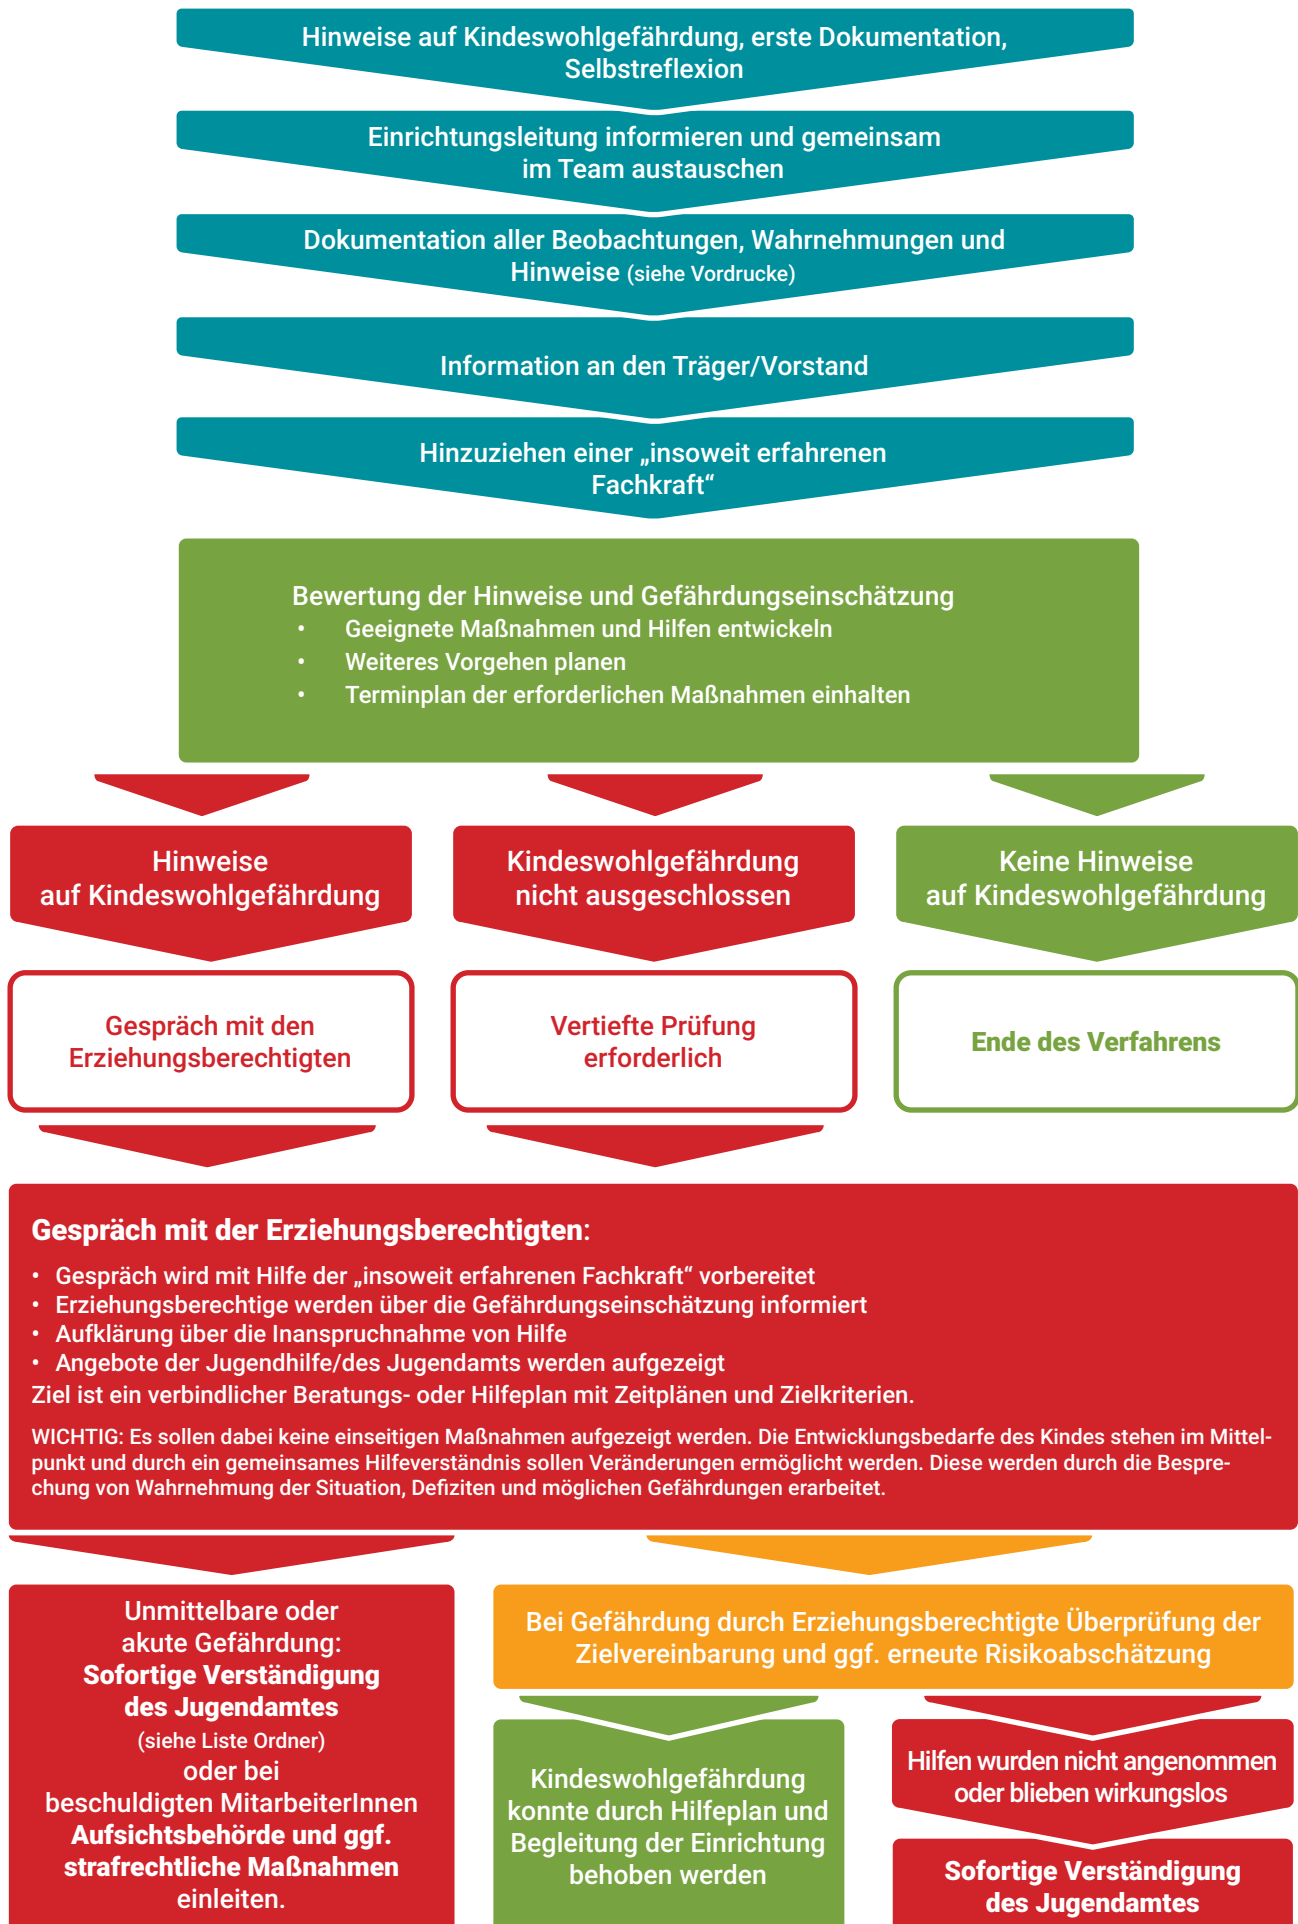 Hinweise auf Kindeswohlgefährdung, erste Dokumentation,
Selbstreflexion
Einrichtungsleitung informieren und gemeinsam
im Team austauschen
Dokumentation aller Beobachtungen, Wahrnehmungen und
Hinweise (siehe Vordrucke)
Information an den Träger/Vorstand
Hinzuziehen einer „insoweit erfahrenen
Fachkraft“
Bewertung der Hinweise und Gefährdungseinschätzung
• Geeignete Maßnahmen und Hilfen entwickeln
• Weiteres Vorgehen planen
• Terminplan der erforderlichen Maßnahmen einhalten
Hinweise
auf Kindeswohlgefährdung
Kindeswohlgefährdung
nicht ausgeschlossen
Keine Hinweise
auf Kindeswohlgefährdung
Gespräch mit den
Erziehungsberechtigten
Vertiefte Prüfung
erforderlich
Ende des Verfahrens
Gespräch mit der Erziehungsberechtigten:
• Gespräch wird mit Hilfe der „insoweit erfahrenen Fachkraft“ vorbereitet
• Erziehungsberechtige werden über die Gefährdungseinschätzung informiert
• Aufklärung über die Inanspruchnahme von Hilfe
• Angebote der Jugendhilfe/des Jugendamts werden aufgezeigt
Ziel ist ein verbindlicher Beratungs- oder Hilfeplan mit Zeitplänen und Zielkriterien.
WICHTIG: Es sollen dabei keine einseitigen Maßnahmen aufgezeigt werden. Die Entwicklungsbedarfe des Kindes stehen im Mittel-
punkt und durch ein gemeinsames Hilfeverständnis sollen Veränderungen ermöglicht werden. Diese werden durch die Bespre-
chung von Wahrnehmung der Situation, Defiziten und möglichen Gefährdungen erarbeitet.
Unmittelbare oder
akute Gefährdung:
Sofortige Verständigung
des Jugendamtes
(siehe Liste Ordner)
oder bei
beschuldigten MitarbeiterInnen
Aufsichtsbehörde und ggf.
strafrechtliche Maßnahmen
einleiten.
Bei Gefährdung durch Erziehungsberechtigte Überprüfung der
Zielvereinbarung und ggf. erneute Risikoabschätzung
Kindeswohlgefährdung
konnte durch Hilfeplan und
Begleitung der Einrichtung
behoben werden
Hilfen wurden nicht angenommen
oder blieben wirkungslos
Sofortige Verständigung
des Jugendamtes